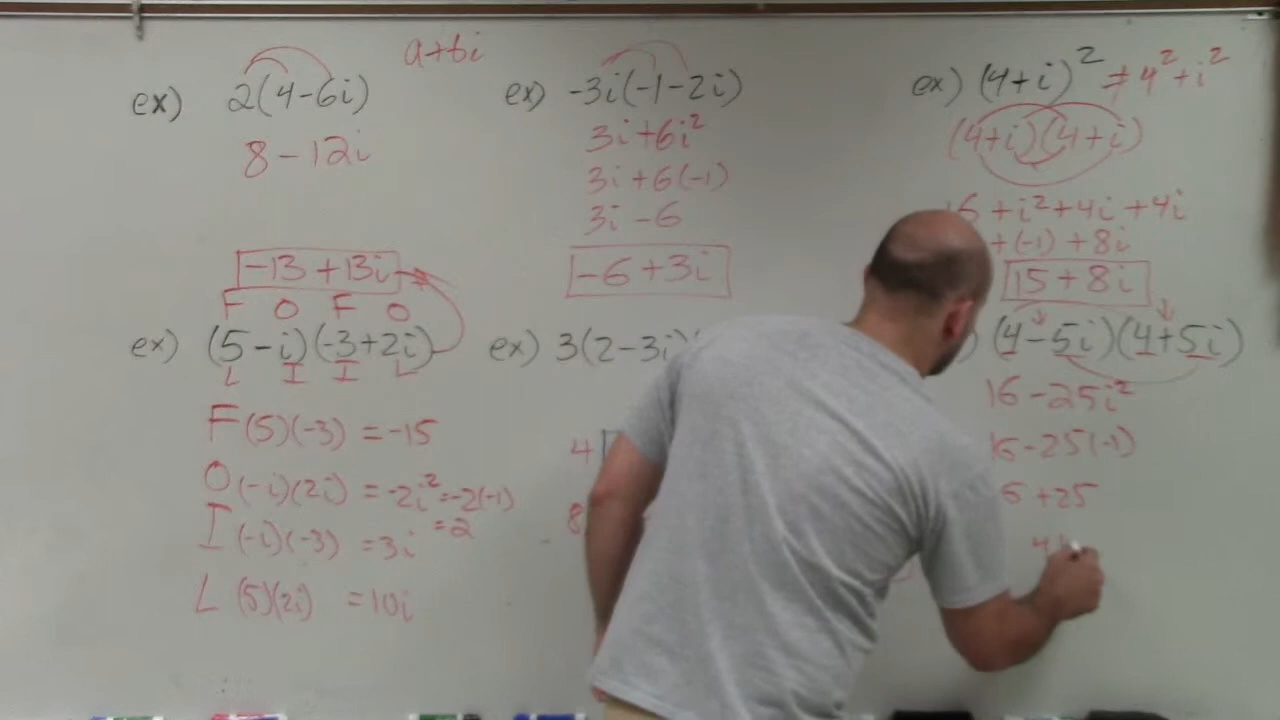 a+bi
ex) 2(4-6i)
8-12i
ex) -3i(-1-2i)
3i+6i²
3i+6(-1)
3i-6
-6+3i
ex) (4+i)² ≠ 4²+i²
(4+i)(4+i)
+i²+4i+4i
+(-1)+8i
15+8i
-13+13i
F O F O
ex) (5-i)(-3+2i)
L I I L
F (5)(-3) =-15
O (-i)(2i) =-2i²=-2(-1)
=2
I (-i)(-3) =3i
L (5)(2i) =10i
ex) 3(2-3i)
4
8
(4-5i)(4+5i)
16-25i²
16-25(-1)
+25